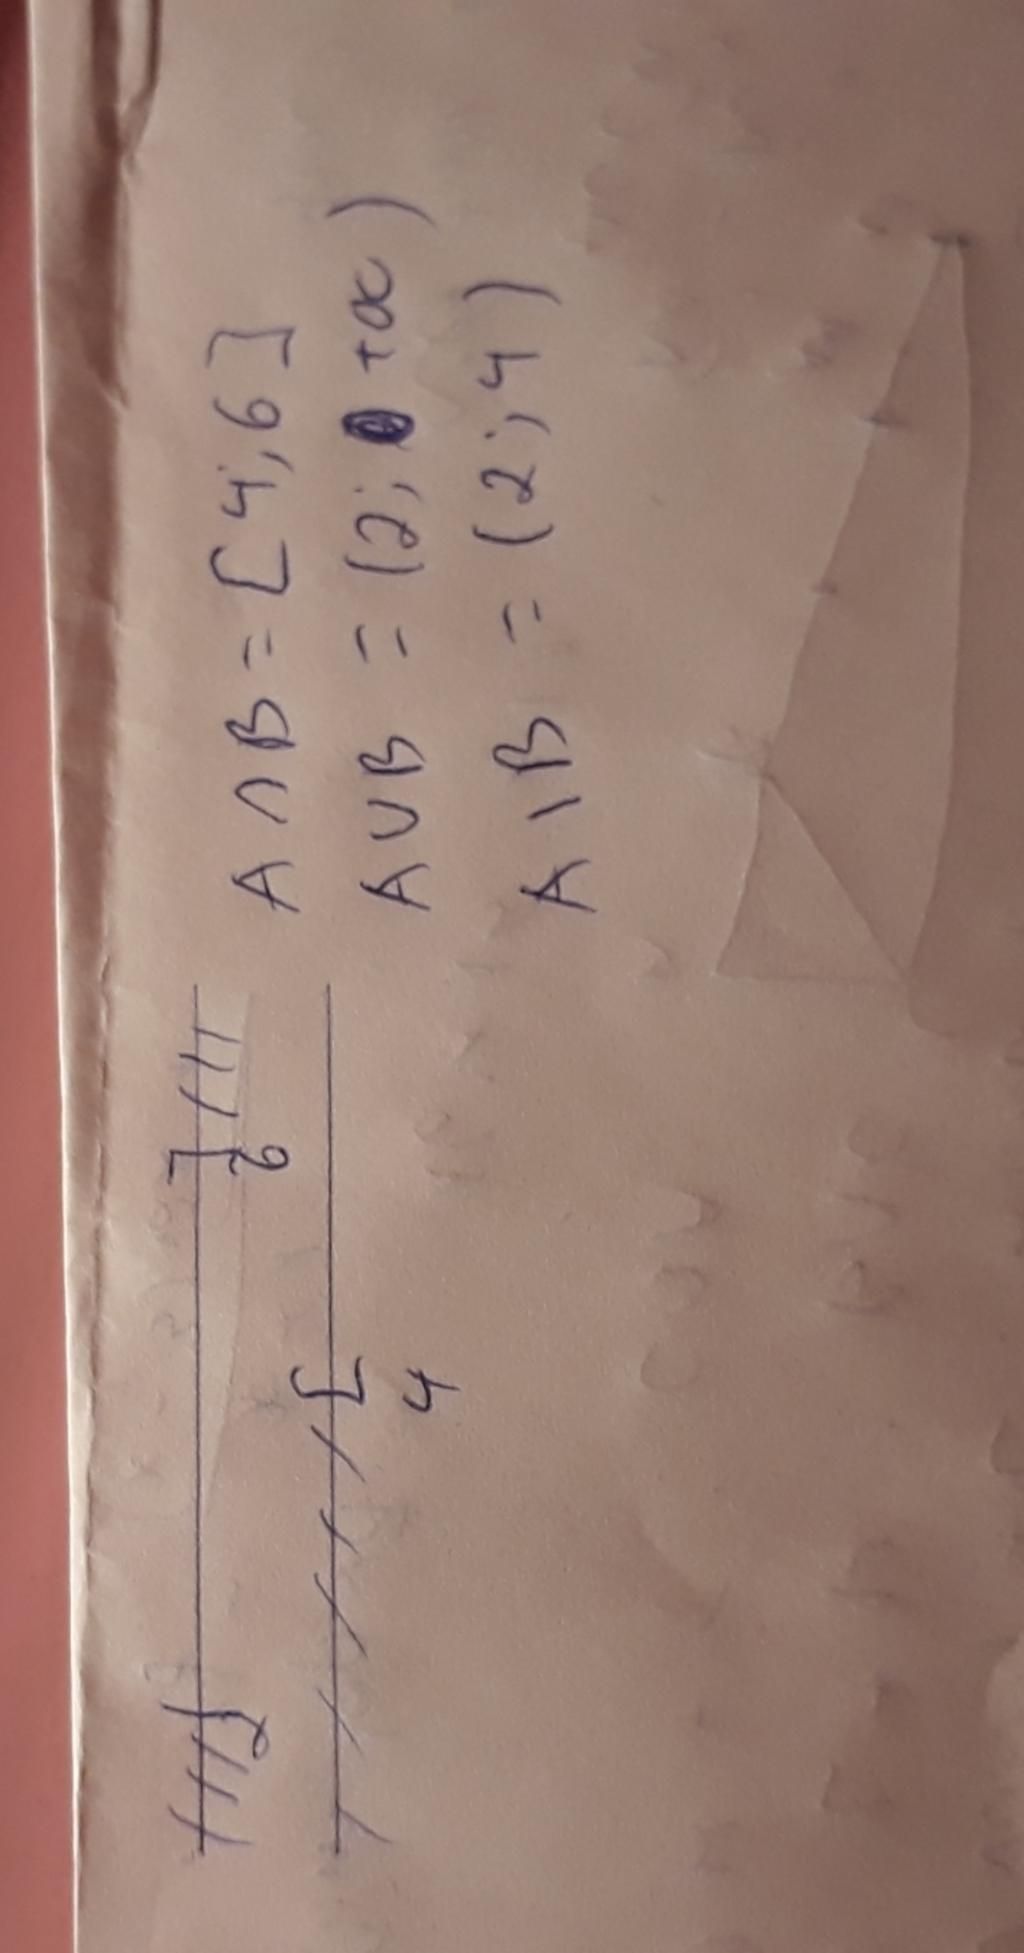 A ∩ B = [4; 6]
A ∪ B = (2; +∞)
A \ B = (2; 4)
( ] 
2 6
[
4